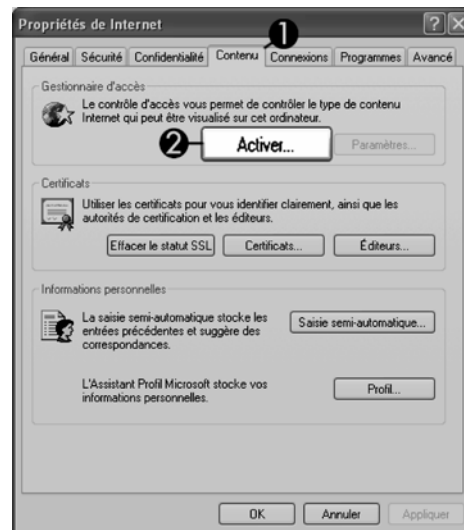 Propriétés de Internet
1
Général Sécurité Confidentialité Contenu Connexions Programmes Avancé
Gestionnaire d'accès
Le contrôle d'accès vous permet de contrôler le type de contenu
Internet qui peut être visualisé sur cet ordinateur.
2 Activer... Paramètres...
Certificats
Utiliser les certificats pour vous identifier clairement, ainsi que les
autorités de certification et les éditeurs.
Effacer le statut SSL Certificats... Éditeurs...
Informations personnelles
La saisie semi-automatique stocke les
entrées précédentes et suggère des
correspondances.
Saisie semi-automatique...
L'Assistant Profil Microsoft stocke vos
informations personnelles.
Profil...
OK Annuler Appliquer